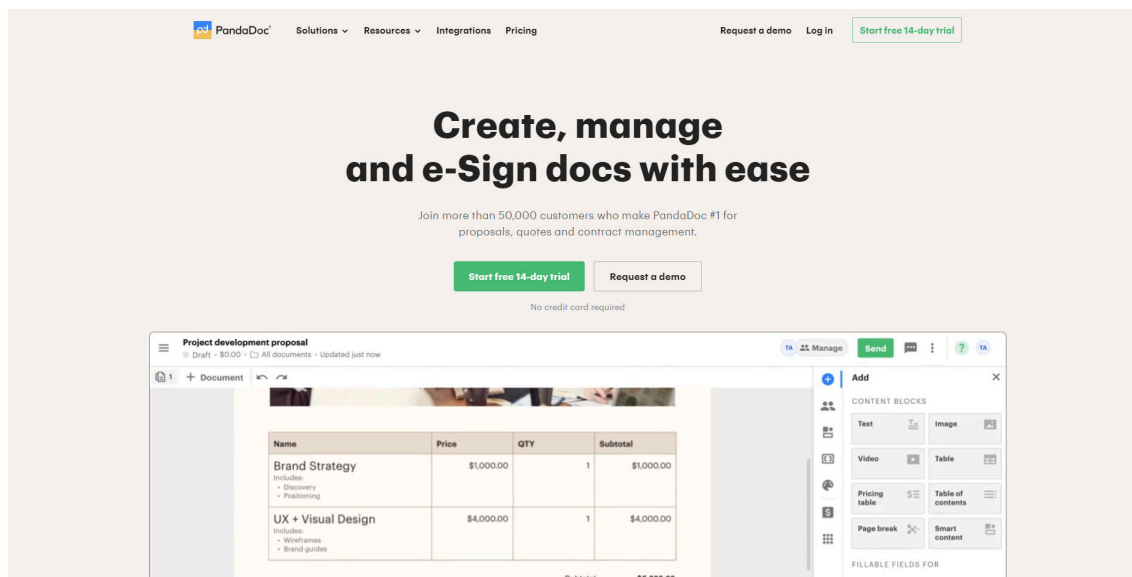 pd PandaDoc Solutions Resources Integrations Pricing Request a demo Log in Start free 14-day trial
Create, manage
and e-Sign docs with ease
Join more than 50,000 customers who make PandaDoc #1 for
proposals, quotes and contract management.
Start free 14-day trial Request a demo
No credit card required
Project development proposal
Draft • $0.00 • All documents • Updated just now
TA Manage Send ? TA
1 + Document
Name Price QTY Subtotal
Brand Strategy $1,000.00 1 $1,000.00
Includes:
• Discovery
• Positioning
UX + Visual Design $4,000.00 1 $4,000.00
Includes:
• Wireframes
• Brand guides
Add
CONTENT BLOCKS
Text Image
Video Table
Pricing table Table of contents
Page break Smart content
FILLABLE FIELDS FOR